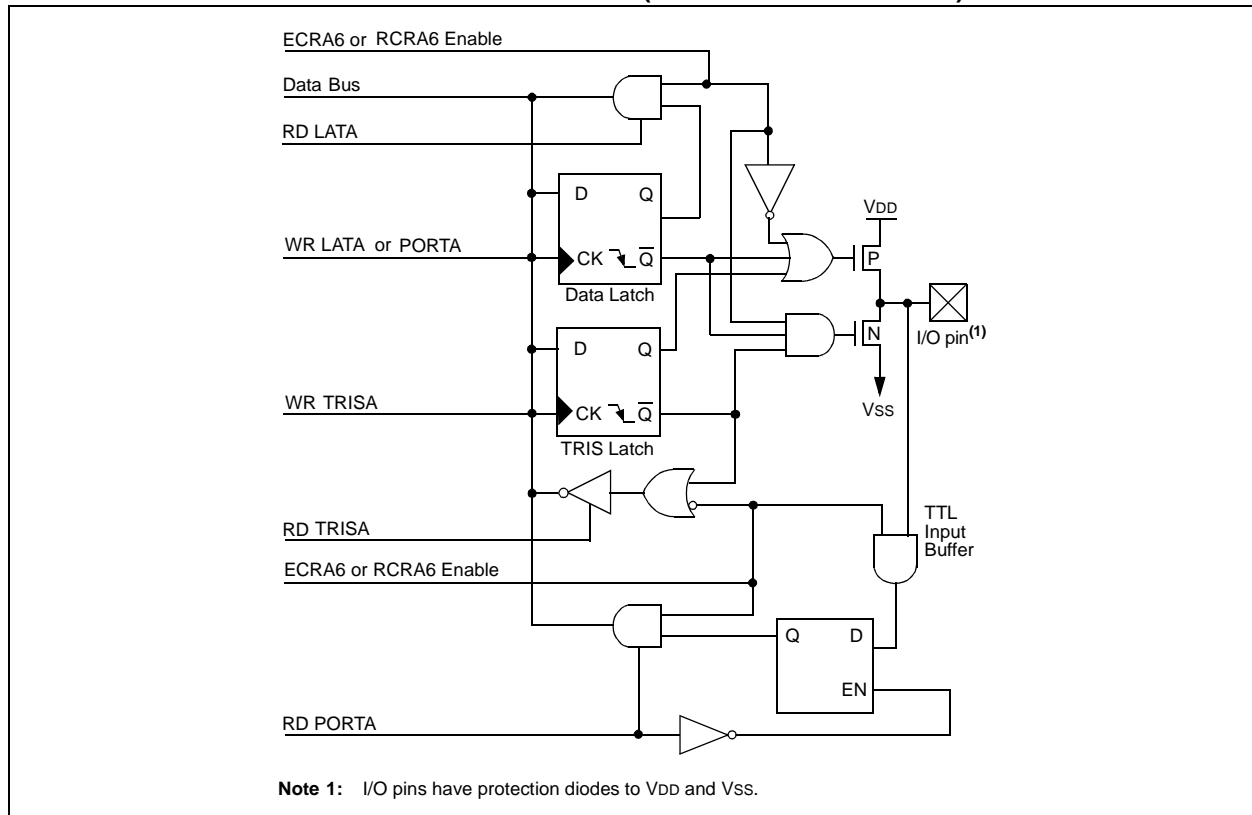 ECRA6 or RCRA6 Enable
Data Bus
RD LATA
D Q
VDD
WR LATA or PORTA
CK Q
P
Data Latch
N
I/O pin(1)
D Q
WR TRISA
CK Q
VSS
TRIS Latch
TTL
Input
Buffer
RD TRISA
ECRA6 or RCRA6 Enable
Q D
EN
RD PORTA
Note 1: I/O pins have protection diodes to VDD and VSS.